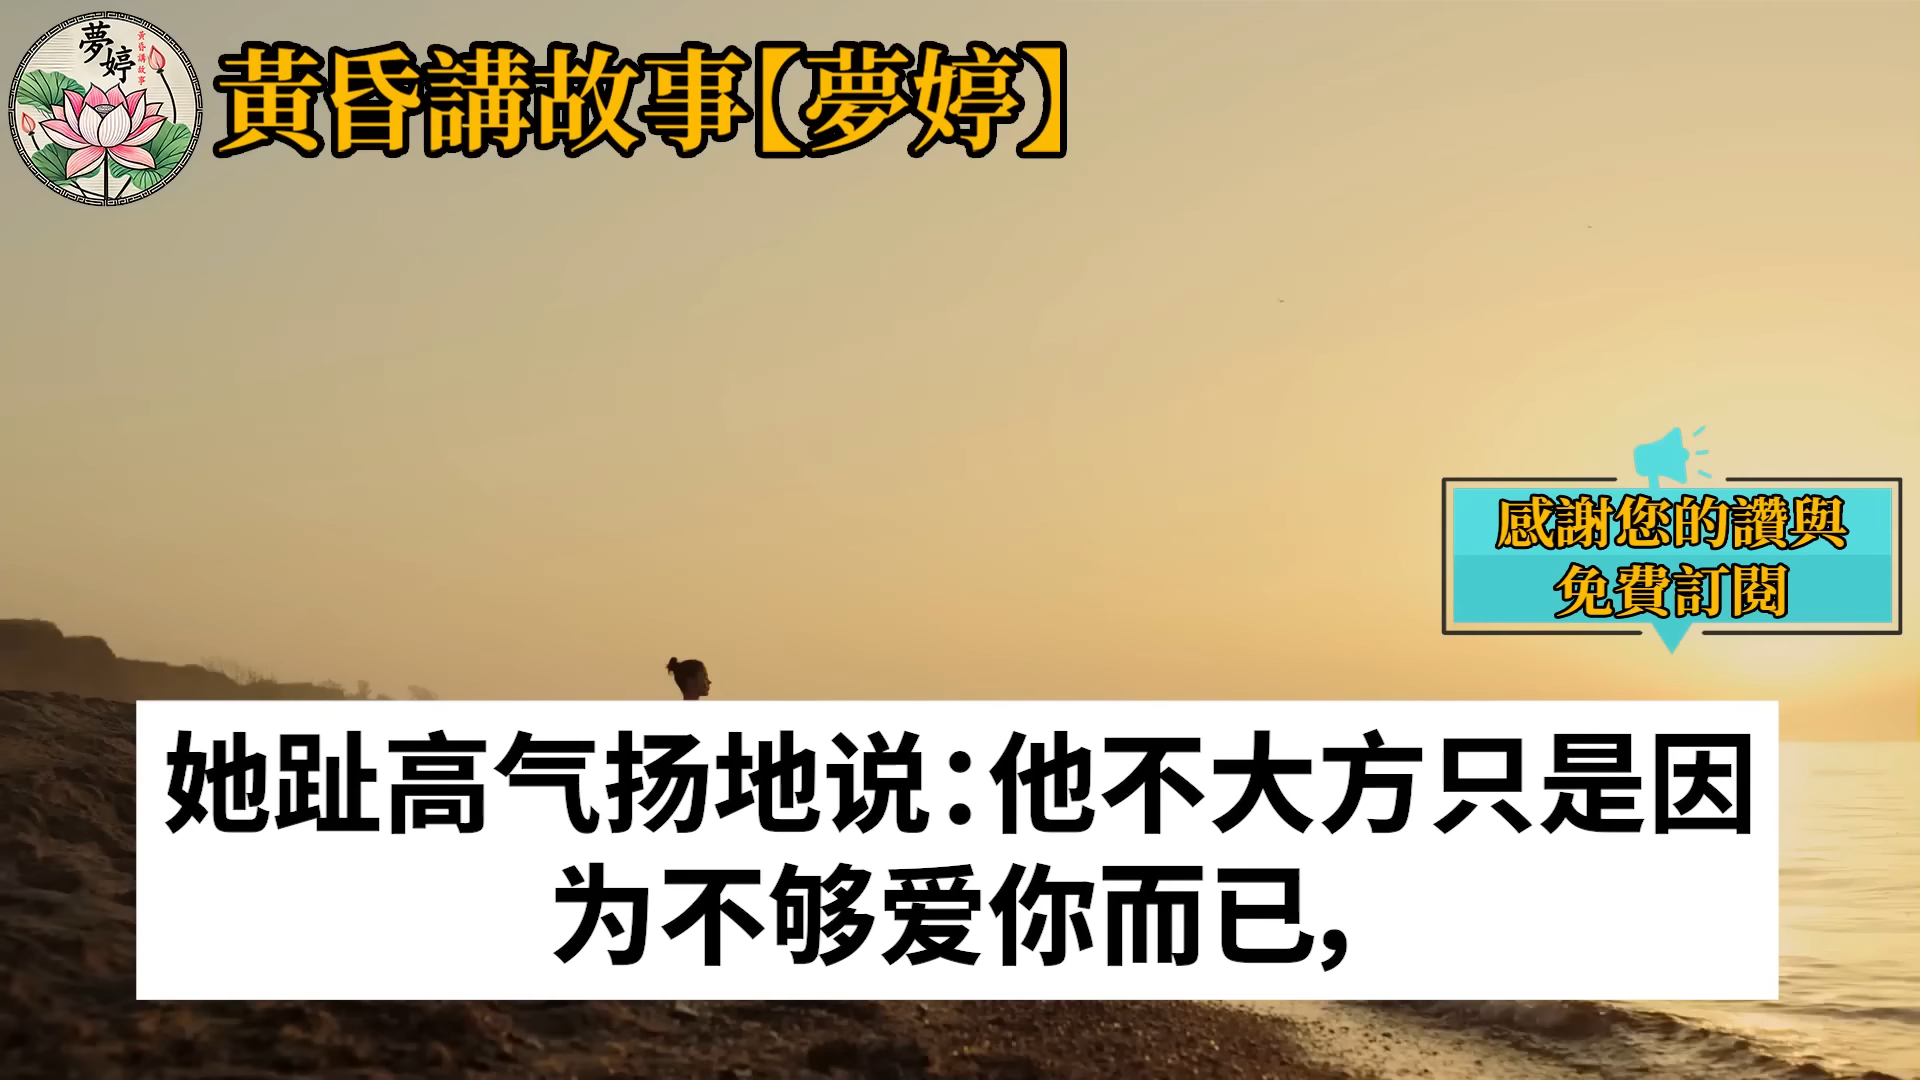 夢婷
黃昏講故事
黃昏講故事【夢婷】
感謝您的讚與
免費訂閱
她趾高气扬地说：他不大方只是因
为不够爱你而已，